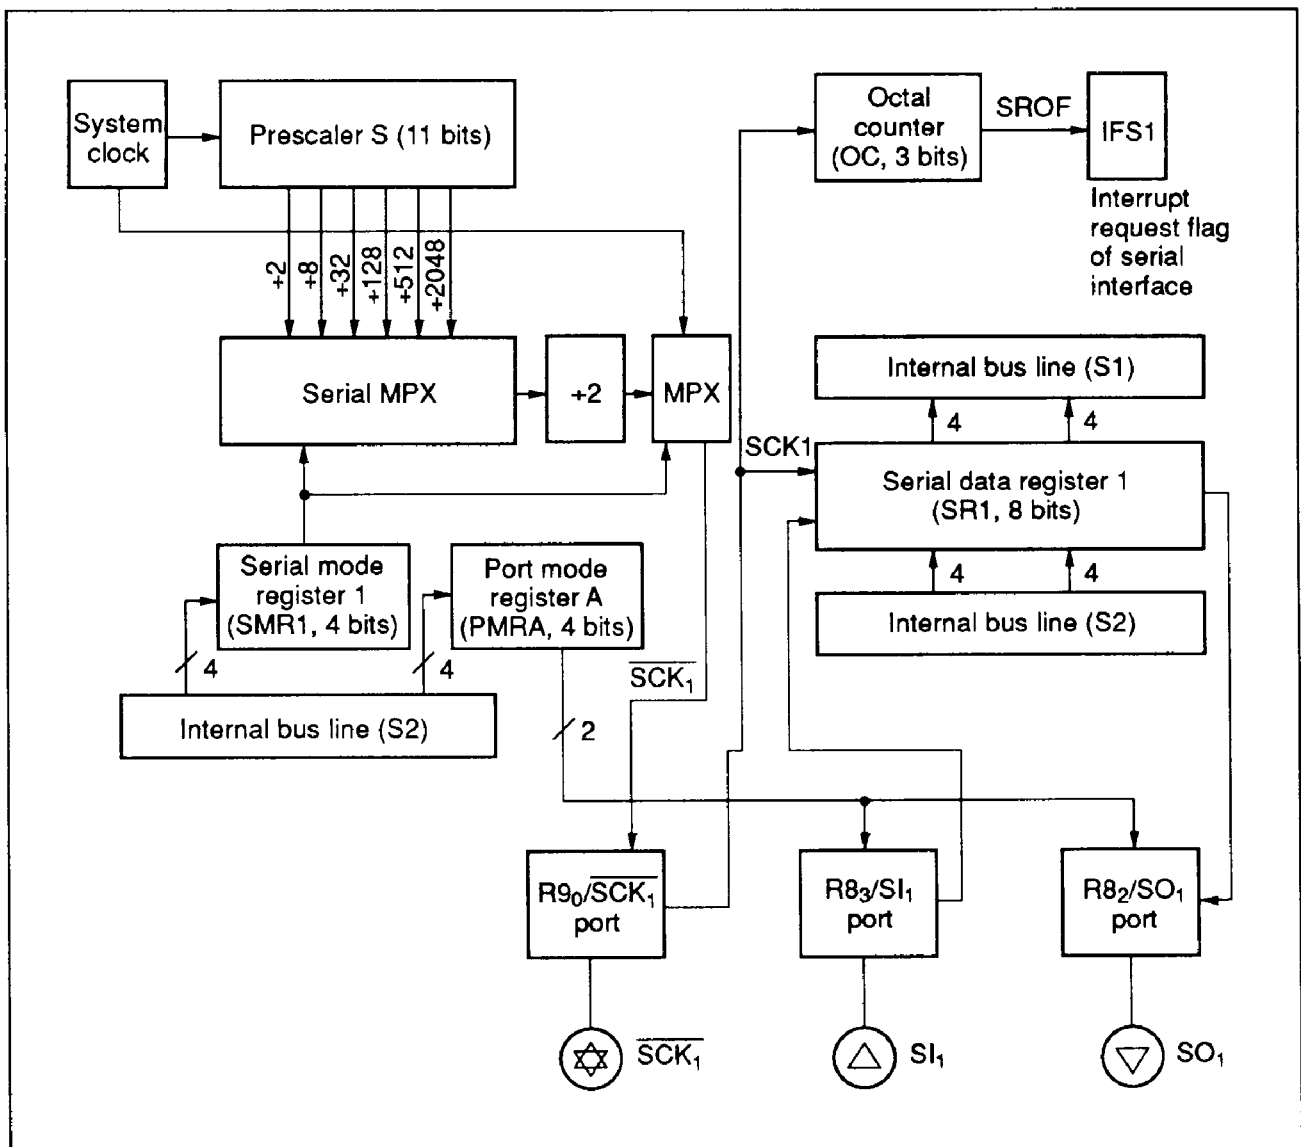 System
clock
Prescaler S (11 bits)
Octal
counter
(OC, 3 bits)
SROF
IFS1
Interrupt
request flag
of serial
interface
÷2
÷8
÷32
÷128
÷512
÷2048
Serial MPX
÷2
MPX
Internal bus line (S1)
4
4
SCK1
Serial data register 1
(SR1, 8 bits)
4
4
Internal bus line (S2)
Serial mode
register 1
(SMR1, 4 bits)
Port mode
register A
(PMRA, 4 bits)
4
4
Internal bus line (S2)
2
S̅C̅K̅₁
R9₀/S̅C̅K̅₁
port
R8₃/SI₁
port
R8₂/SO₁
port
S̅C̅K̅₁
SI₁
SO₁